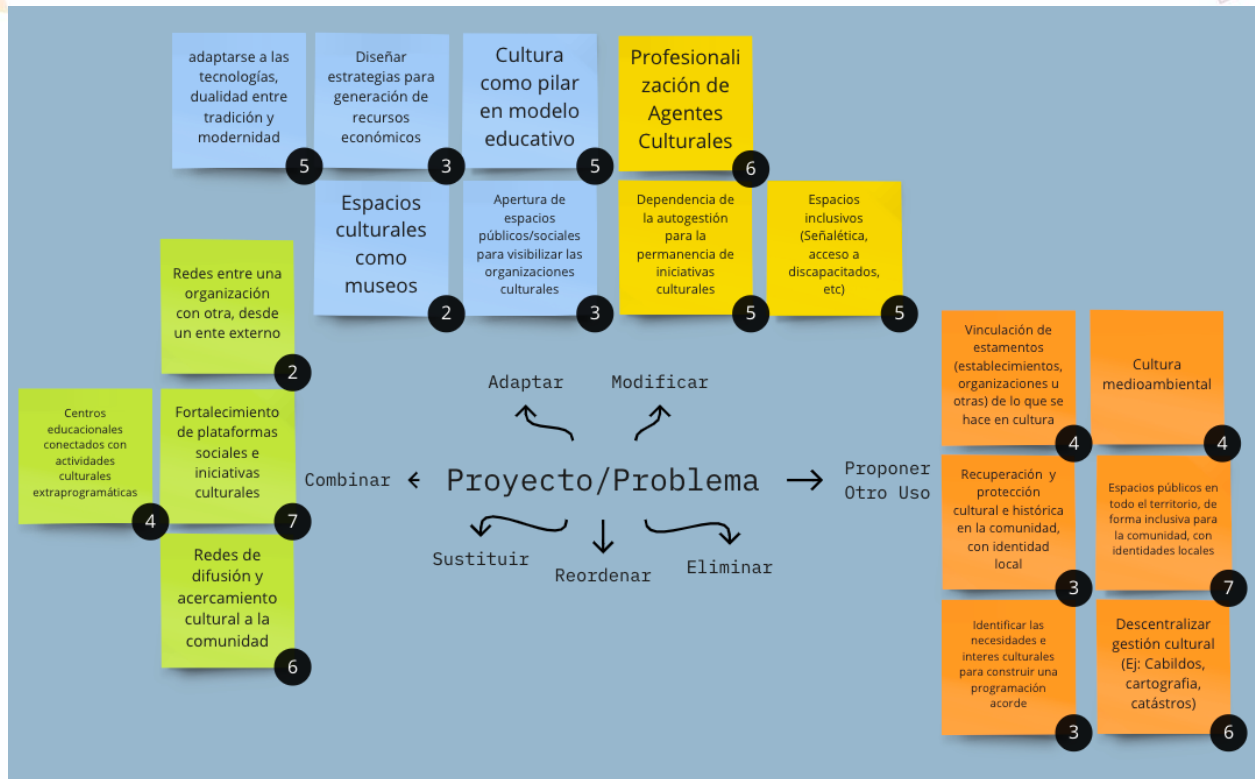 adaptarse a las
tecnologías,
dualidad entre
tradición y
modernidad
5
Diseñar
estrategias para
generación de
recursos
económicos
3
Cultura
como pilar
en modelo
educativo
5
Profesionali
zación de
Agentes
Culturales
6
Espacios
culturales
como
museos
2
Apertura de
espacios
públicos/sociales
para visibilizar las
organizaciones
culturales
3
Dependencia de
la autogestión
para la
permanencia de
iniciativas
culturales
5
Espacios
inclusivos
(Señalética,
acceso a
discapacitados,
etc)
5
Redes entre una
organización
con otra, desde
un ente externo
2
Centros
educacionales
conectados con
actividades
culturales
extraprogramáticas
4
Fortalecimiento
de plataformas
sociales e
iniciativas
culturales
7
Redes de
difusión y
acercamiento
cultural a la
comunidad
6
Adaptar
Modificar
Combinar
Proyecto/Problema
Proponer
Otro Uso
Sustituir
Reordenar
Eliminar
Vinculación de
estamentos
(establecimientos,
organizaciones u
otras) de lo que se
hace en cultura
4
Cultura
medioambiental
4
Recuperación y
protección
cultural e histórica
en la comunidad,
con identidad
local
3
Espacios públicos en
todo el territorio, de
forma inclusiva para
la comunidad, con
identidades locales
7
Identificar las
necesidades e
interes culturales
para construir una
programación
acorde
3
Descentralizar
gestión cultural
(Ej: Cabildos,
cartografia,
catástros)
6